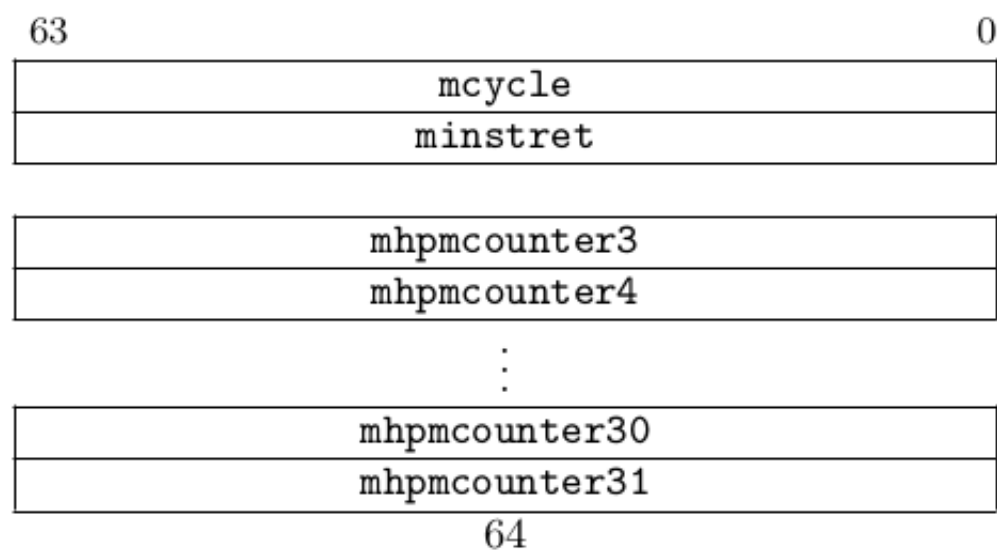 63 0
mcycle
minstret
mhpmcounter3
mhpmcounter4
⋮
mhpmcounter30
mhpmcounter31
64